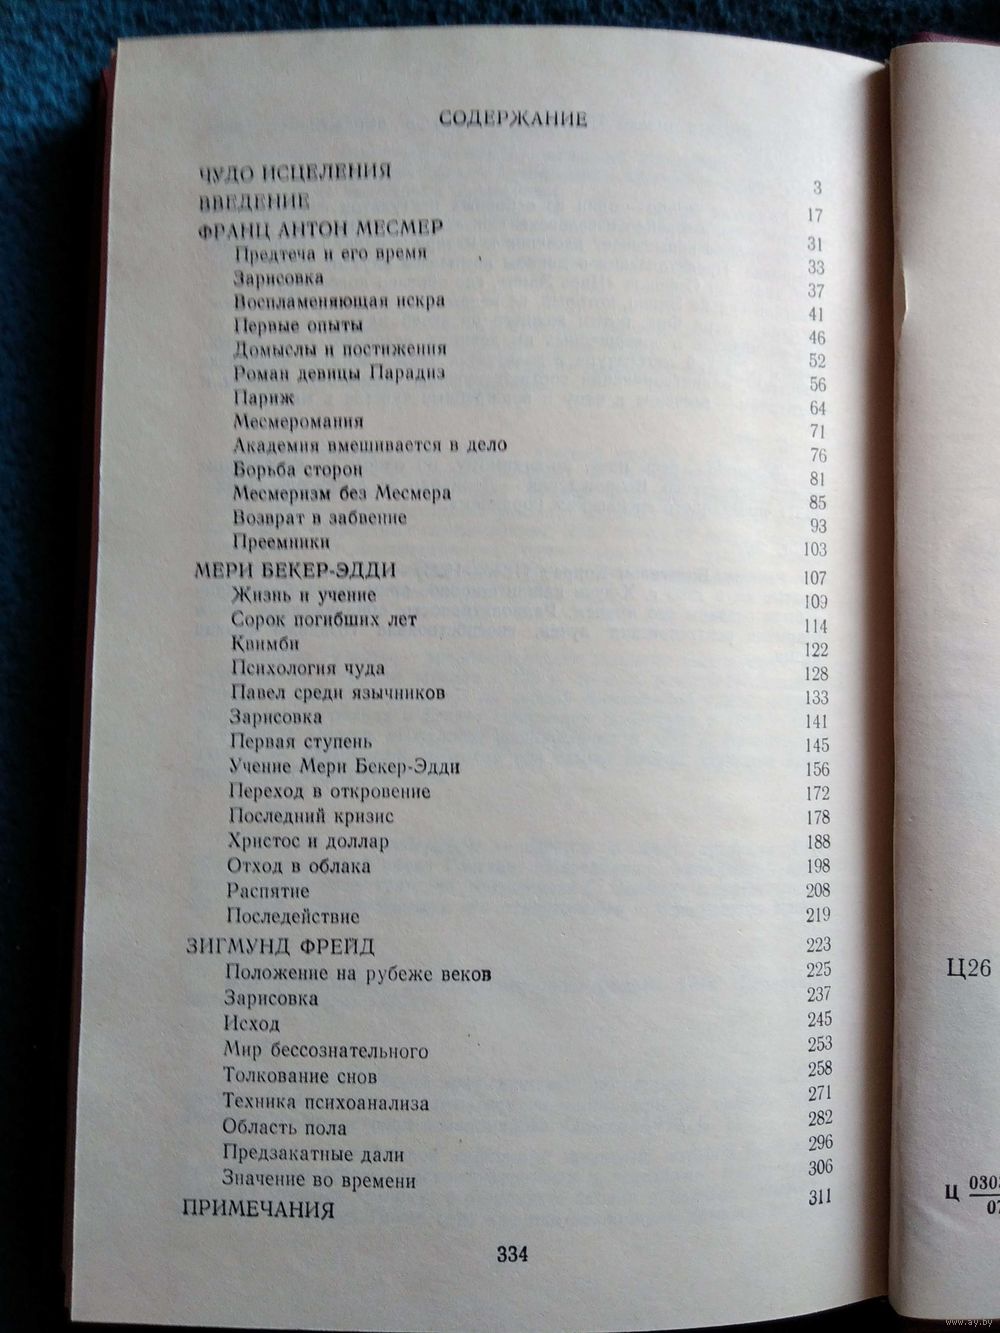 СОДЕРЖАНИЕ
ЧУДО ИСЦЕЛЕНИЯ 3
ВВЕДЕНИЕ 17
ФРАНЦ АНТОН МЕСМЕР 31
Предтеча и его время 33
Зарисовка 37
Воспламеняющая искра 41
Первые опыты 46
Домыслы и постижения 52
Роман девицы Парадиз 56
Париж 64
Месмеромания 71
Академия вмешивается в дело 76
Борьба сторон 81
Месмеризм без Месмера 85
Возврат в забвение 93
Преемники 103
МЕРИ БЕКЕР-ЭДДИ 107
Жизнь и учение 109
Сорок погибших лет 114
Квимби 122
Психология чуда 128
Павел среди язычников 133
Зарисовка 141
Первая ступень 145
Учение Мери Бекер-Эдди 156
Переход в откровение 172
Последний кризис 178
Христос и доллар 188
Отход в облака 198
Распятие 208
Последействие 219
ЗИГМУНД ФРЕЙД 223
Положение на рубеже веков 225
Зарисовка 237
Исход 245
Мир бессознательного 253
Толкование снов 258
Техника психоанализа 271
Область пола 282
Предзакатные дали 296
Значение во времени 306
ПРИМЕЧАНИЯ 311
334
Ц26
Ц 0303
07
www.ay.by